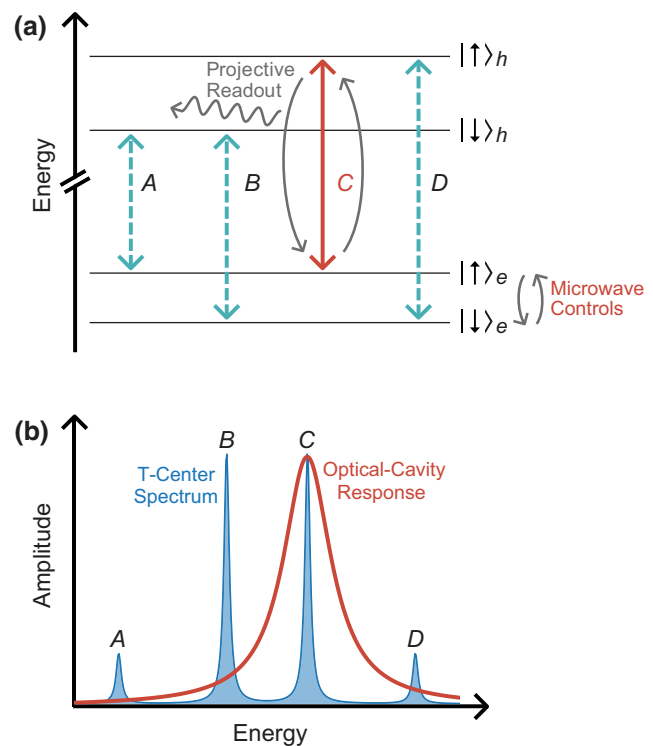 (a)
Energy
Projective
Readout
A
B
C
D
|↑⟩h
|↓⟩h
|↑⟩e
|↓⟩e
Microwave
Controls
(b)
Amplitude
T-Center
Spectrum
A
B
C
D
Optical-Cavity
Response
Energy